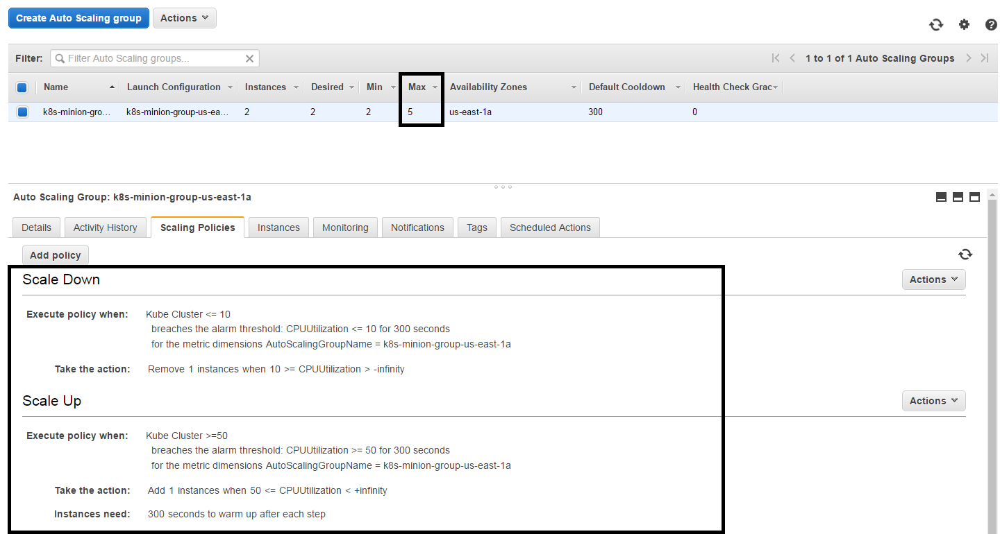 Create Auto Scaling group Actions
Filter: Filter Auto Scaling groups... 1 to 1 of 1 Auto Scaling Groups
Name Launch Configuration Instances Desired Min Max Availability Zones Default Cooldown Health Check Grac
k8s-minion-gro... k8s-minion-group-us-ea... 2 2 2 5 us-east-1a 300 0
Auto Scaling Group: k8s-minion-group-us-east-1a
Details Activity History Scaling Policies Instances Monitoring Notifications Tags Scheduled Actions
Add policy
Scale Down Actions
Execute policy when: Kube Cluster <= 10
breaches the alarm threshold: CPUUtilization <= 10 for 300 seconds
for the metric dimensions AutoScalingGroupName = k8s-minion-group-us-east-1a
Take the action: Remove 1 instances when 10 >= CPUUtilization > -infinity
Scale Up Actions
Execute policy when: Kube Cluster >=50
breaches the alarm threshold: CPUUtilization >= 50 for 300 seconds
for the metric dimensions AutoScalingGroupName = k8s-minion-group-us-east-1a
Take the action: Add 1 instances when 50 <= CPUUtilization < +infinity
Instances need: 300 seconds to warm up after each step